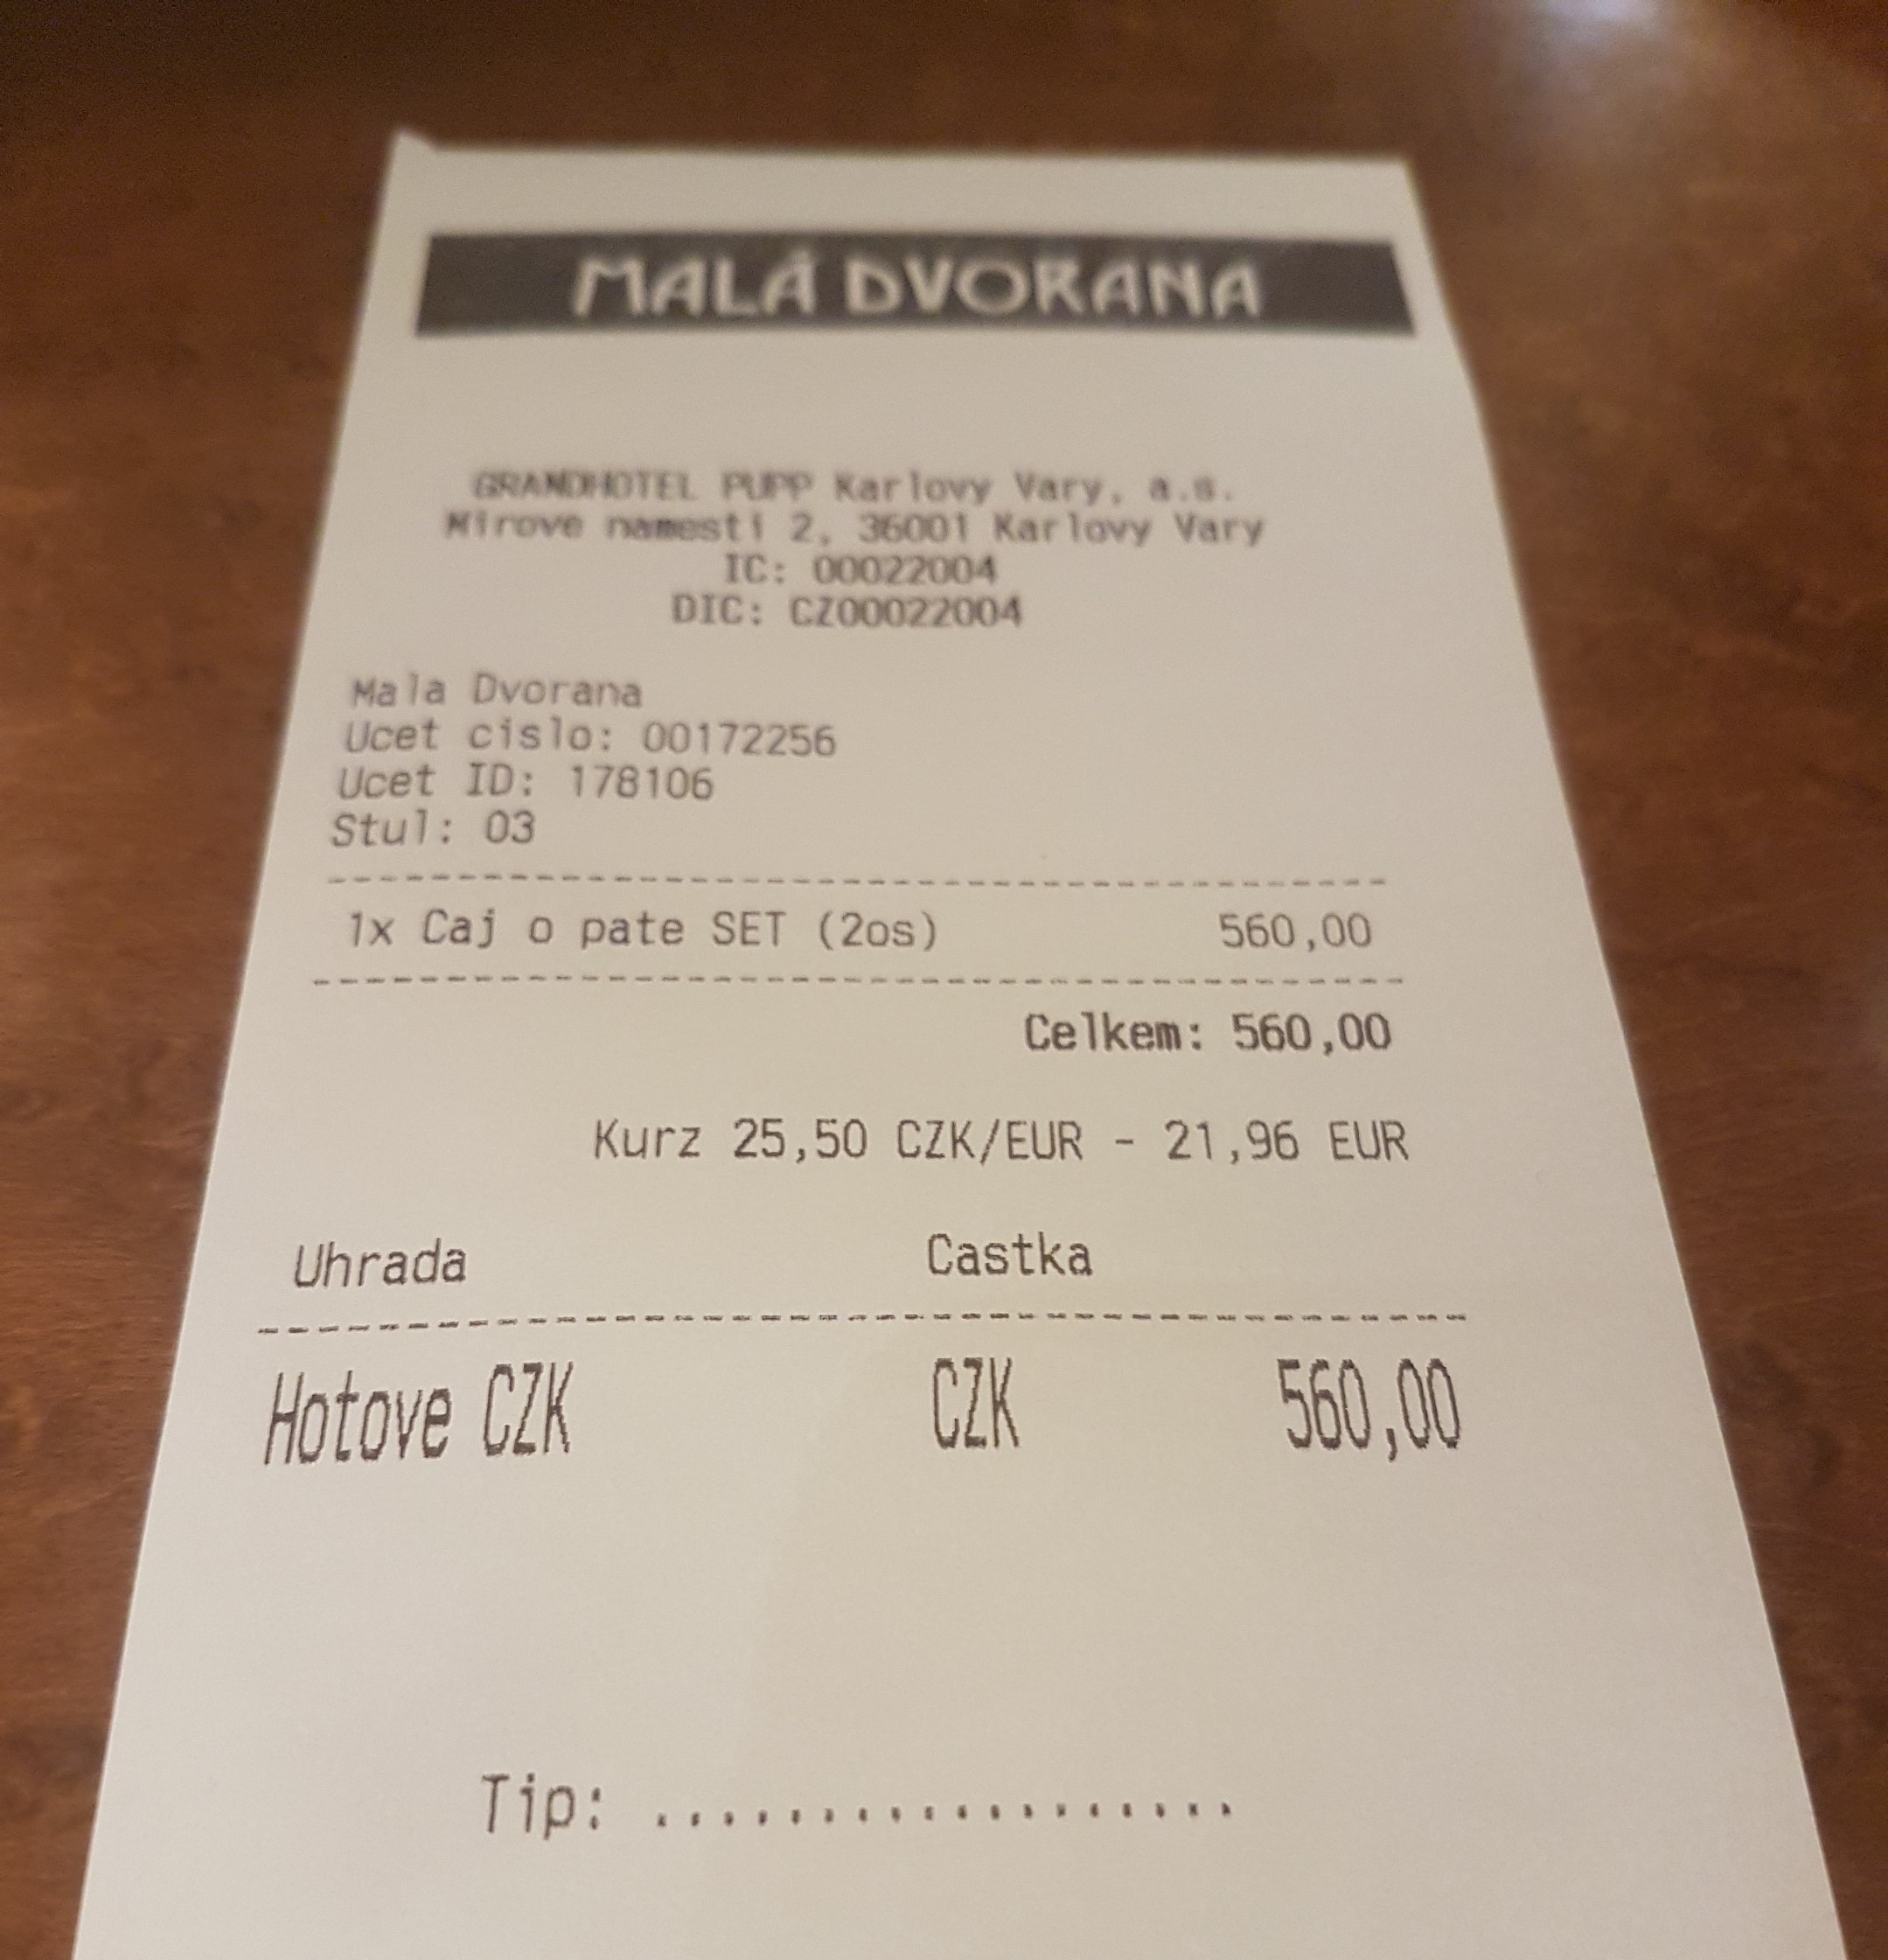 MALÁ DVORANA
GRANDHOTEL PUPP Karlovy Vary, a.s.
Mirove namesti 2, 36001 Karlovy Vary
IC: 00022004
DIC: CZ00022004
Mala Dvorana
Ucet cislo: 00172256
Ucet ID: 178106
Stul: 03
1x Caj o pate SET (2os) 560,00
Celkem: 560,00
Kurz 25,50 CZK/EUR - 21,96 EUR
Uhrada Castka
Hotove CZK CZK 560,00
Tip: ..................